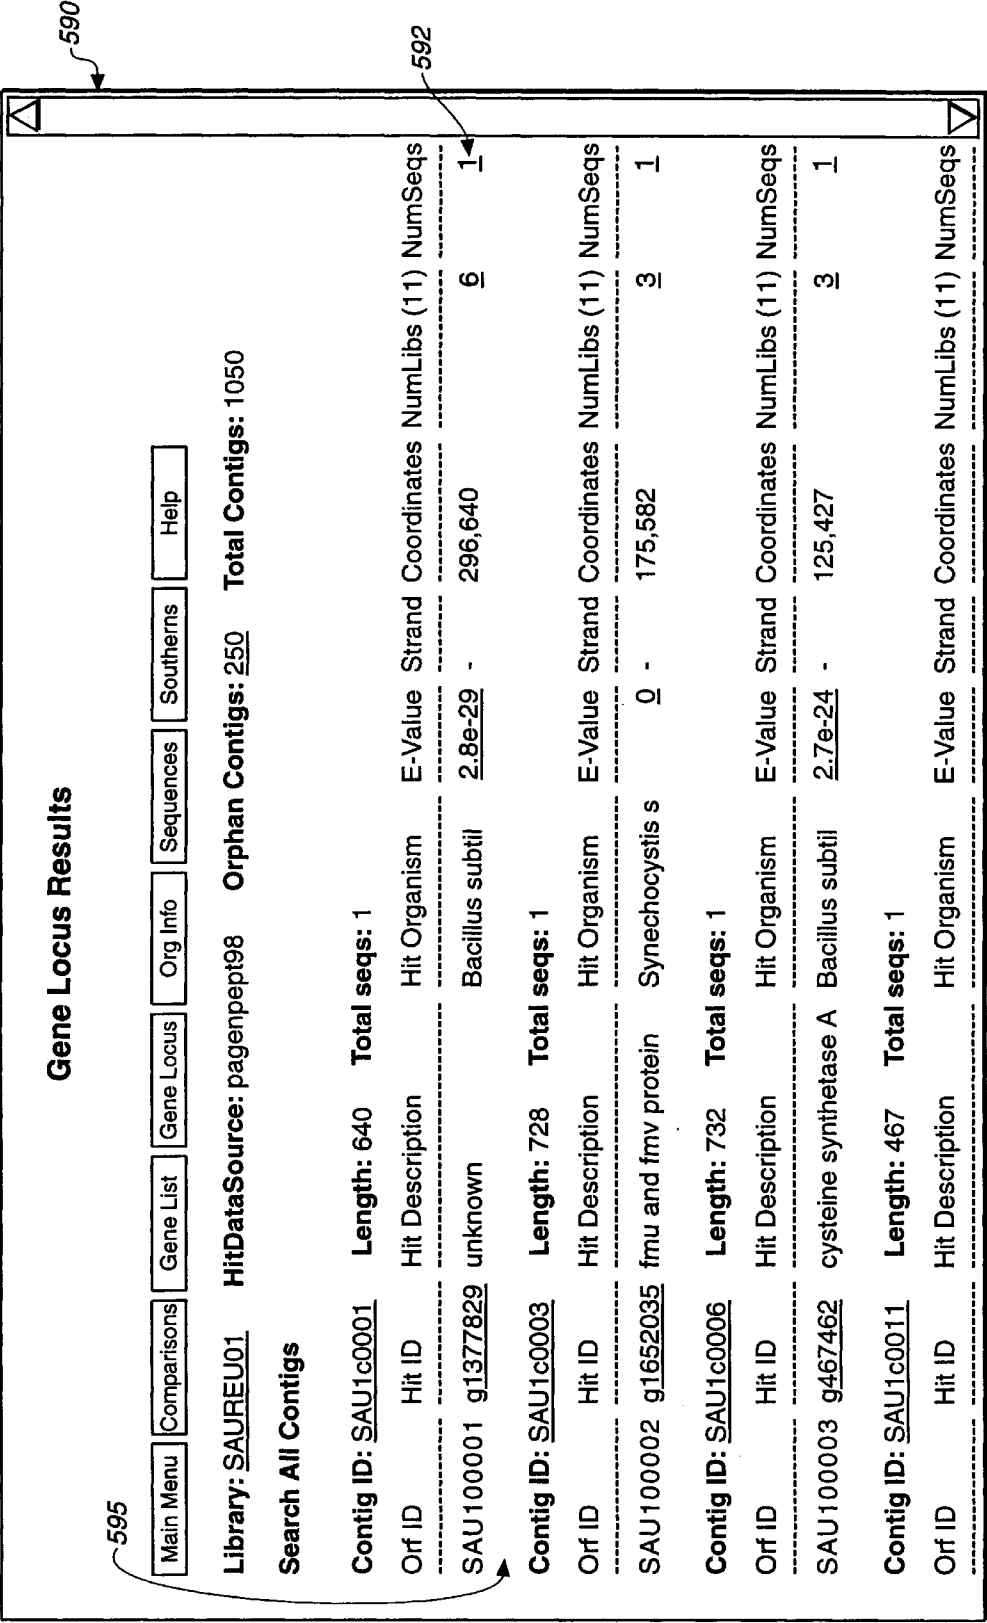 590
Gene Locus Results
Main Menu Comparisons Gene List Gene Locus Org Info Sequences Southerns Help
Library: SAUREU01 HitDataSource: pagenpept98 Orphan Contigs: 250 Total Contigs: 1050
Search All Contigs
595
592
Contig ID: SAU1c0001 Length: 640 Total seqs: 1
Orf ID Hit ID Hit Description Hit Organism E-Value Strand Coordinates NumLibs (11) NumSeqs
SAU100001 g1377829 unknown Bacillus subtil 2.8e-29 - 296,640 6 1
Contig ID: SAU1c0003 Length: 728 Total seqs: 1
Orf ID Hit ID Hit Description Hit Organism E-Value Strand Coordinates NumLibs (11) NumSeqs
SAU100002 g1652035 fmu and fmv protein Synechocystis s 0 - 175,582 3 1
Contig ID: SAU1c0006 Length: 732 Total seqs: 1
Orf ID Hit ID Hit Description Hit Organism E-Value Strand Coordinates NumLibs (11) NumSeqs
SAU100003 g467462 cysteine synthetase A Bacillus subtil 2.7e-24 - 125,427 3 1
Contig ID: SAU1c0011 Length: 467 Total seqs: 1
Orf ID Hit ID Hit Description Hit Organism E-Value Strand Coordinates NumLibs (11) NumSeqs